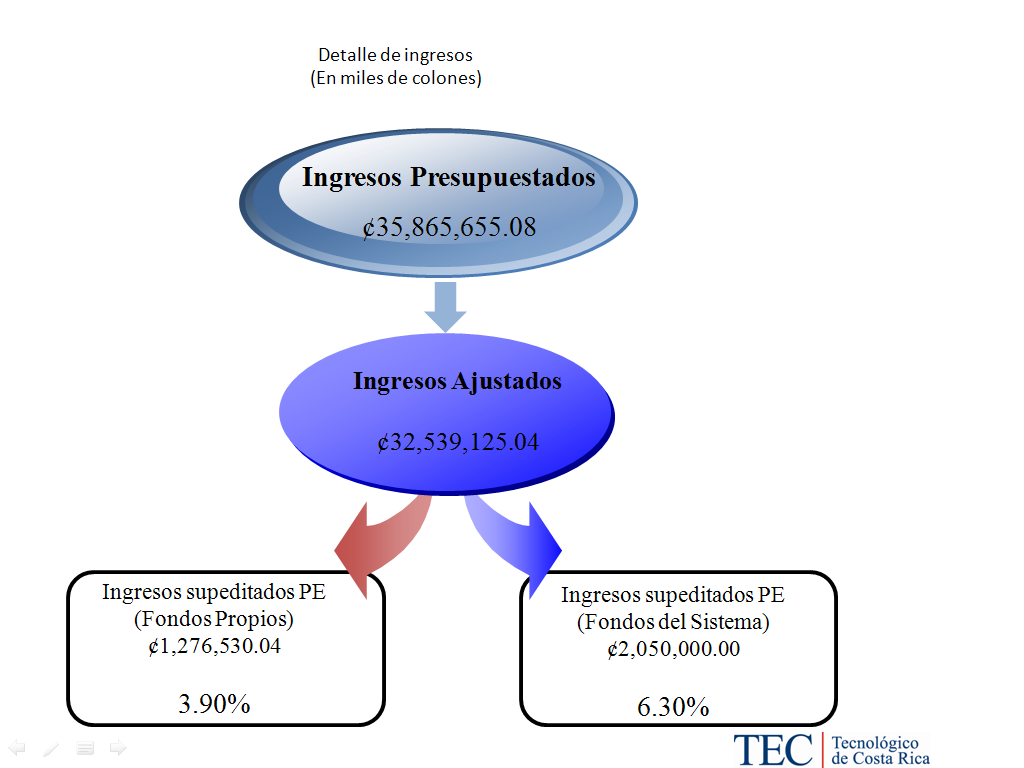 Detalle de ingresos
(En miles de colones)
Ingresos Presupuestados
¢35,865,655.08
Ingresos Ajustados
¢32,539,125.04
Ingresos supeditados PE
(Fondos Propios)
¢1,276,530.04
3.90%
Ingresos supeditados PE
(Fondos del Sistema)
¢2,050,000.00
6.30%
TEC | Tecnológico
de Costa Rica